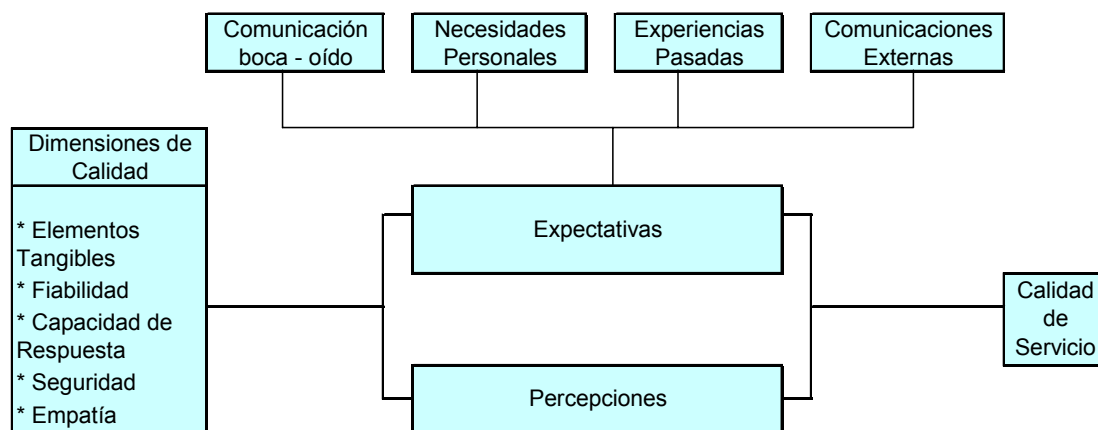 Comunicación
boca - oído
Necesidades
Personales
Experiencias
Pasadas
Comunicaciones
Externas
Dimensiones de
Calidad
* Elementos
Tangibles
* Fiabilidad
* Capacidad de
Respuesta
* Seguridad
* Empatía
Expectativas
Percepciones
Calidad
de
Servicio